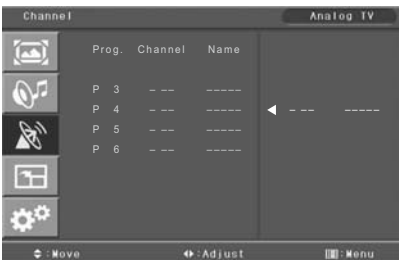 Channel Analog TV
Prog. Channel Name
P 3 – –– –––––
P 4 – –– ––––– ◀ – –– –––––
P 5 – –– –––––
P 6 – –– –––––
:Move :Adjust :Menu